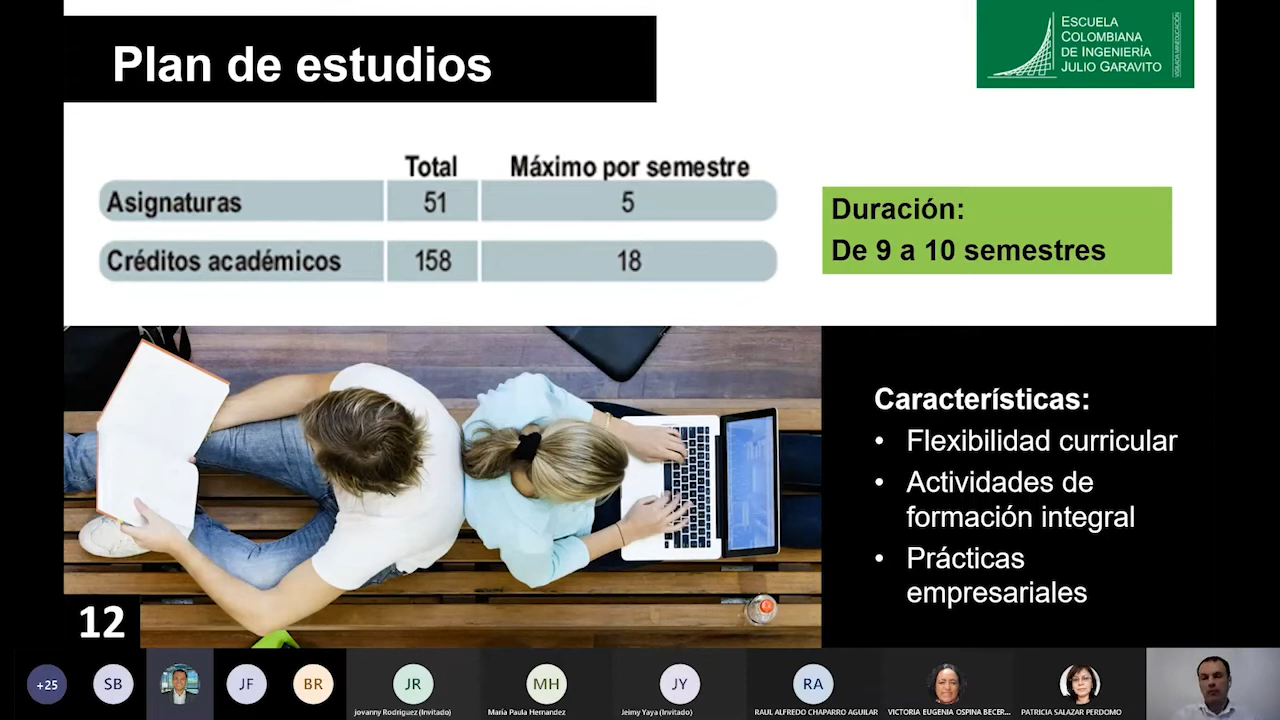 Plan de estudios
ESCUELA
COLOMBIANA
DE INGENIERÍA
JULIO GARAVITO
VIGILADA MINEDUCACIÓN
Total
Máximo por semestre
Asignaturas
51
5
Créditos académicos
158
18
Duración:
De 9 a 10 semestres
Características:
• Flexibilidad curricular
• Actividades de
formación integral
• Prácticas
empresariales
12
+25
SB
JF
BR
JR
jovanny Rodriguez (Invitado)
MH
María Paula Hernandez
JY
Jeimy Yaya (Invitado)
RA
RAUL ALFREDO CHAPARRO AGUILAR
VICTORIA EUGENIA OSPINA BECER...
PATRICIA SALAZAR PERDOMO